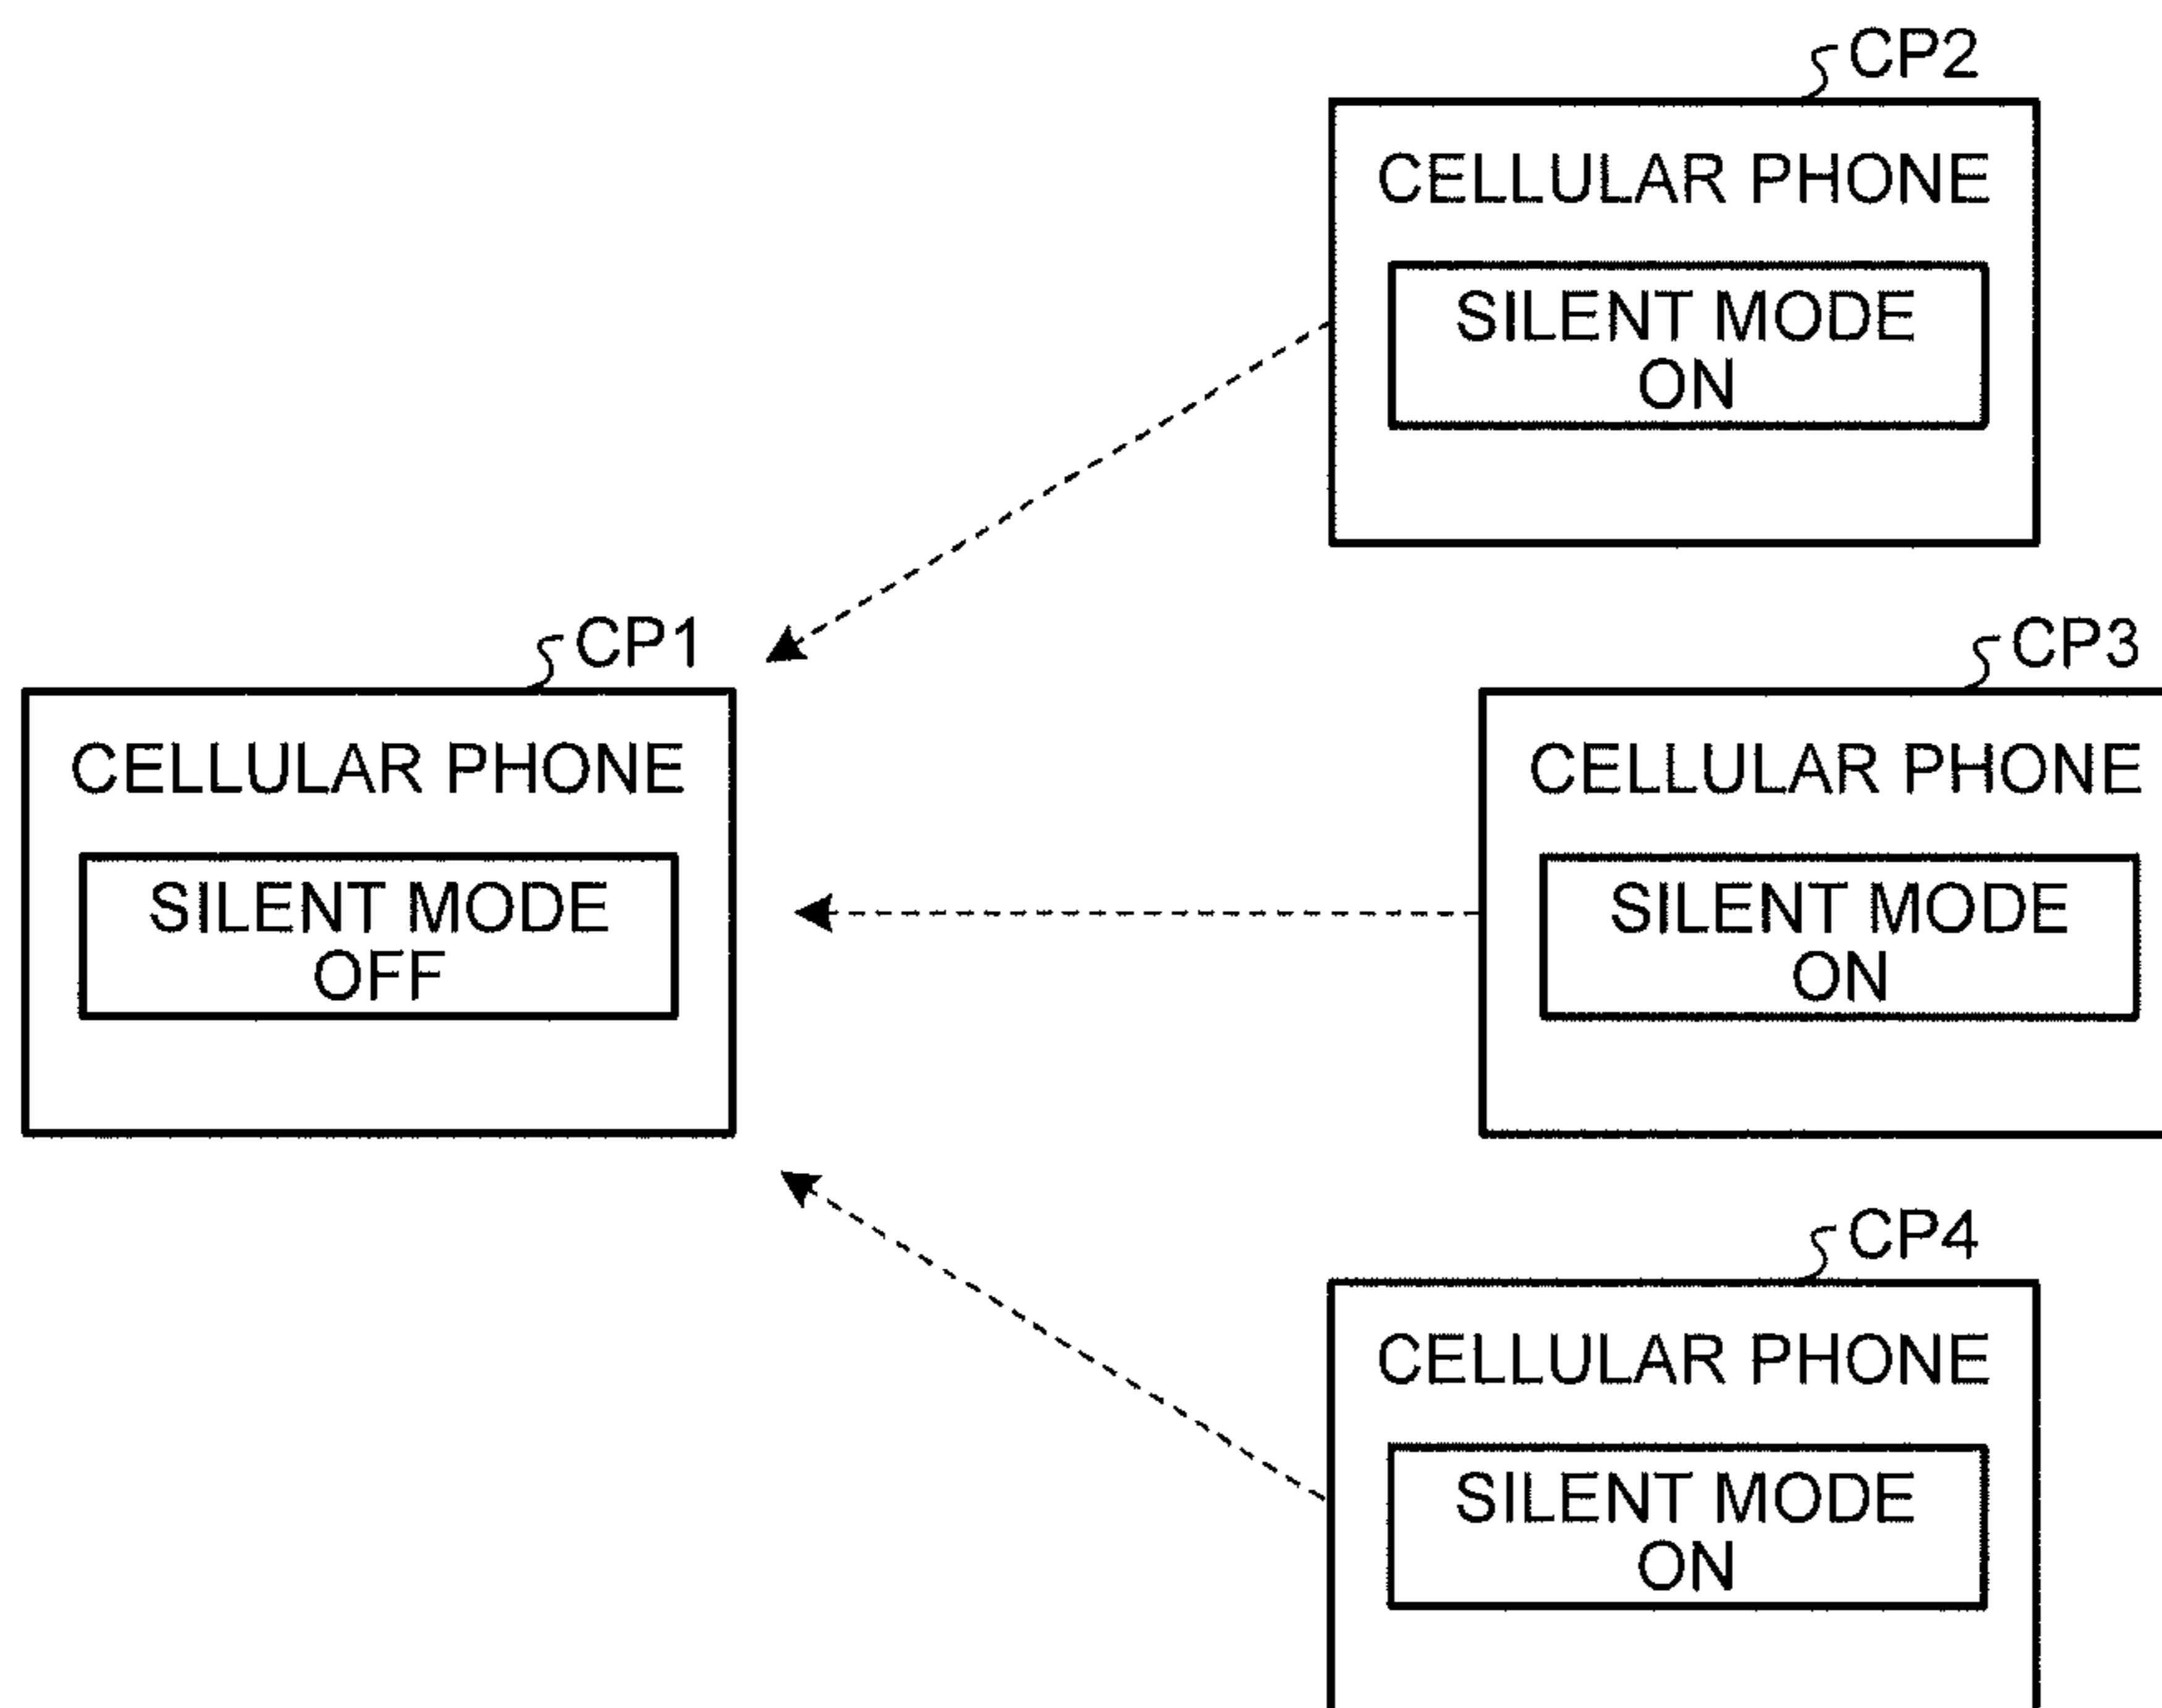 CP2
CELLULAR PHONE
SILENT MODE
ON
CP1
CELLULAR PHONE
SILENT MODE
OFF
CP3
CELLULAR PHONE
SILENT MODE
ON
CP4
CELLULAR PHONE
SILENT MODE
ON